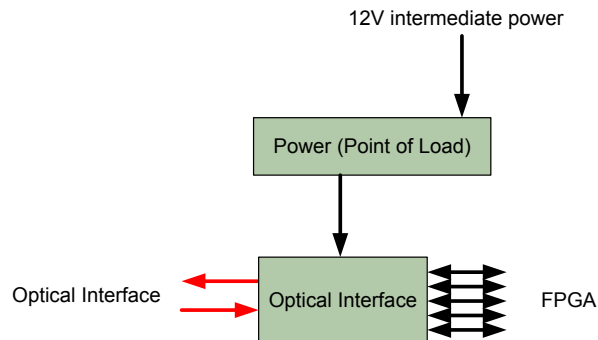 12V intermediate power
Power (Point of Load)
Optical Interface
Optical Interface
FPGA